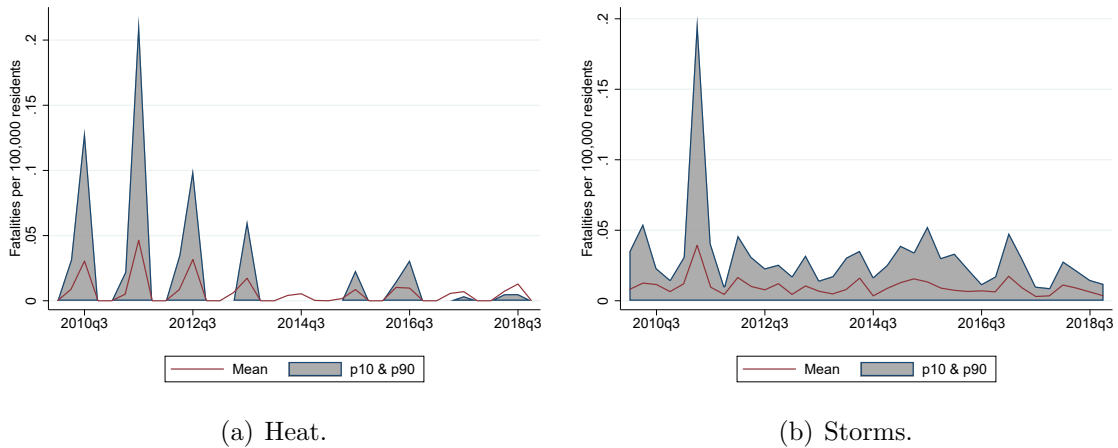 Fatalities per 100,000 residents
.2
.15
.1
.05
0
2010q3 2012q3 2014q3 2016q3 2018q3
Mean p10 & p90
(a) Heat.
Fatalities per 100,000 residents
.2
.15
.1
.05
0
2010q3 2012q3 2014q3 2016q3 2018q3
Mean p10 & p90
(b) Storms.